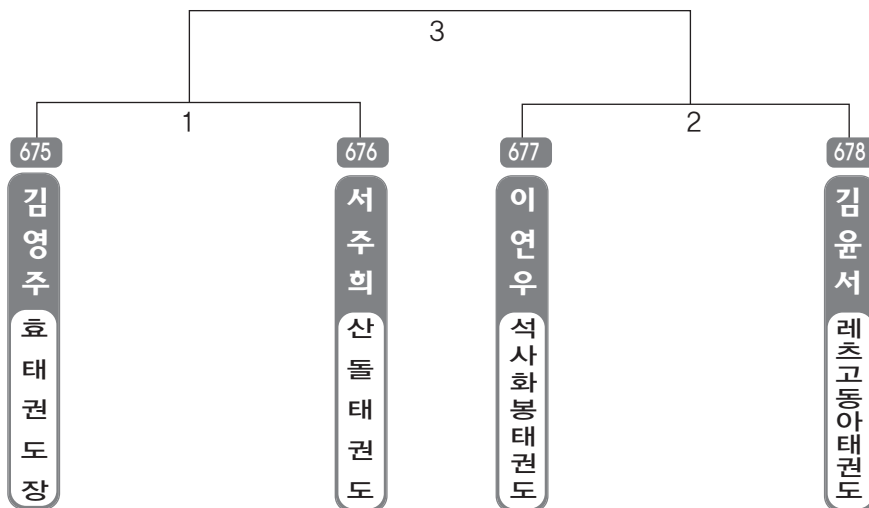 3
1
2
675
676
677
678
김영주
서주희
이연우
김윤서
효태권도장
산돌태권도
석사화봉태권도
레츠고동아태권도